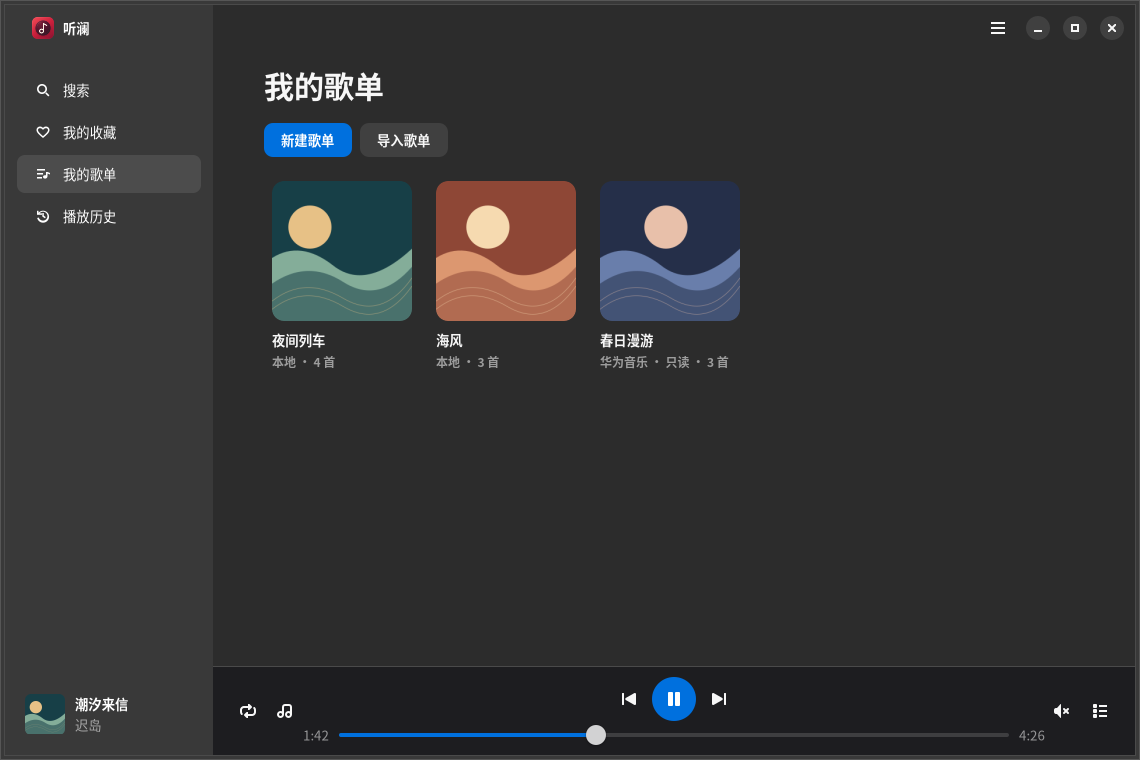 听澜
搜索
我的收藏
我的歌单
播放历史
我的歌单
新建歌单
导入歌单
夜间列车
本地 • 4 首
海风
本地 • 3 首
春日漫游
华为音乐 • 只读 • 3 首
潮汐来信
迟岛
1:42
4:26